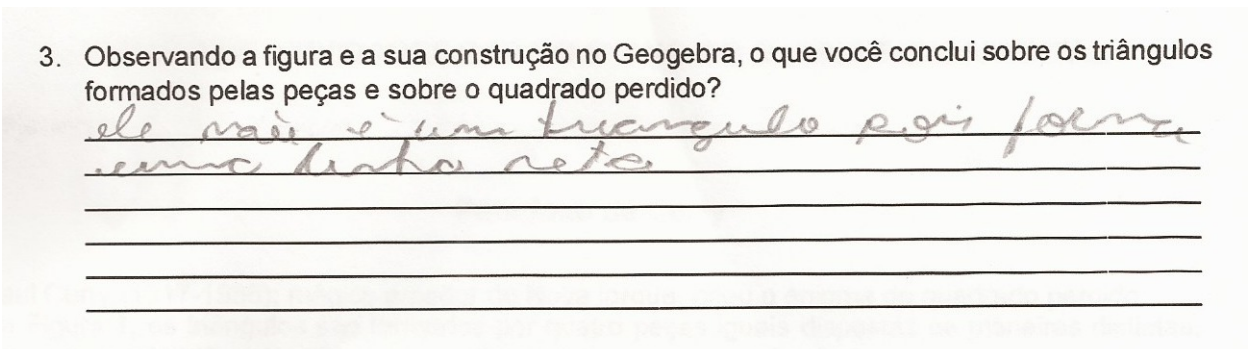 3. Observando a figura e a sua construção no Geogebra, o que você conclui sobre os triângulos
formados pelas peças e sobre o quadrado perdido?
ele não é um triangulo pois forma
uma linha reta